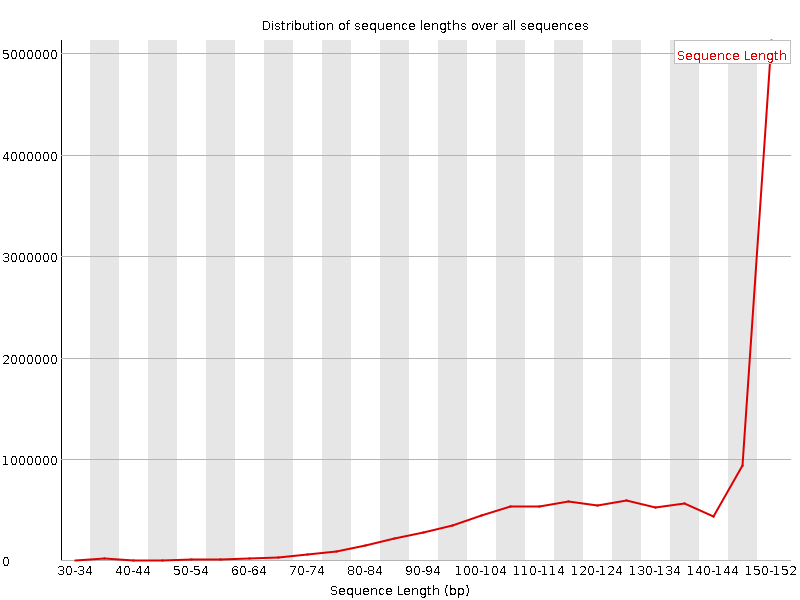 Distribution of sequence lengths over all sequences
Sequence Length
5000000
4000000
3000000
2000000
1000000
0
30-34 40-44 50-54 60-64 70-74 80-84 90-94 100-104 110-114 120-124 130-134 140-144 150-152
Sequence Length (bp)